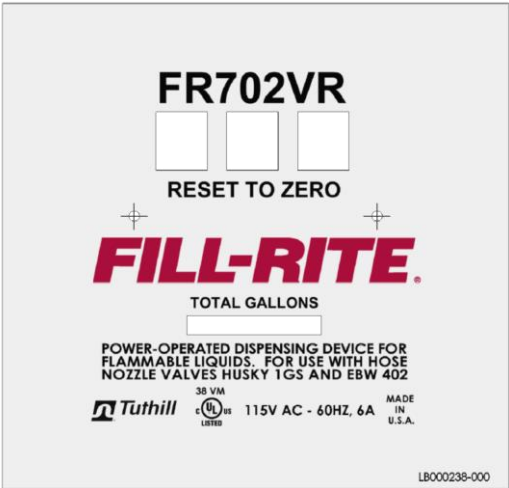 FR702VR
RESET TO ZERO
FILL-RITE.
TOTAL GALLONS
POWER-OPERATED DISPENSING DEVICE FOR
FLAMMABLE LIQUIDS. FOR USE WITH HOSE
NOZZLE VALVES HUSKY 1GS AND EBW 402
Tuthill
38 VM
C UL US
LISTED
115V AC - 60HZ, 6A
MADE
IN
U.S.A.
LB000238-000